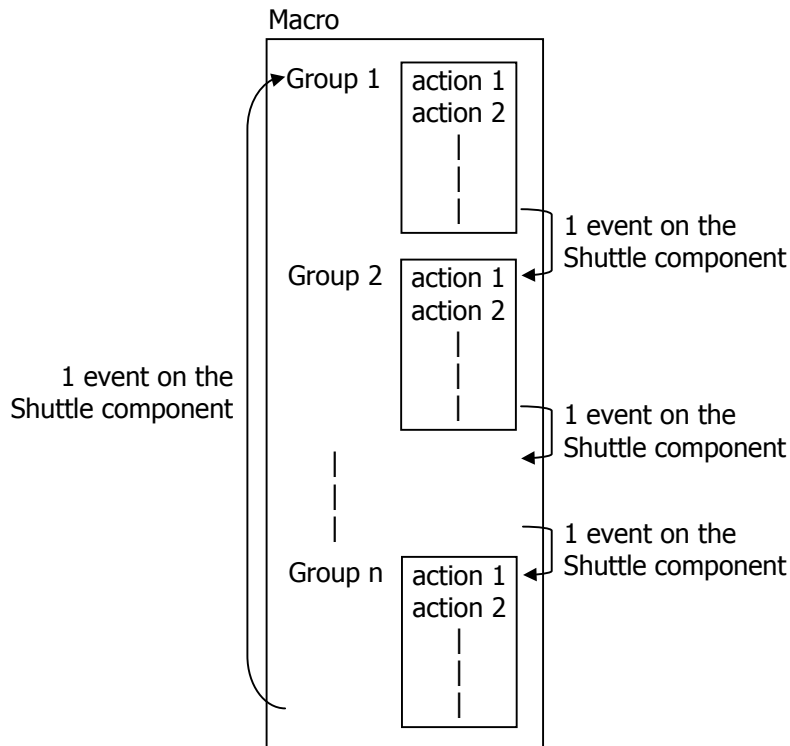 Macro
Group 1
action 1
action 2
1 event on the
Shuttle component
Group 2
action 1
action 2
1 event on the
Shuttle component
1 event on the
Shuttle component
1 event on the
Shuttle component
Group n
action 1
action 2